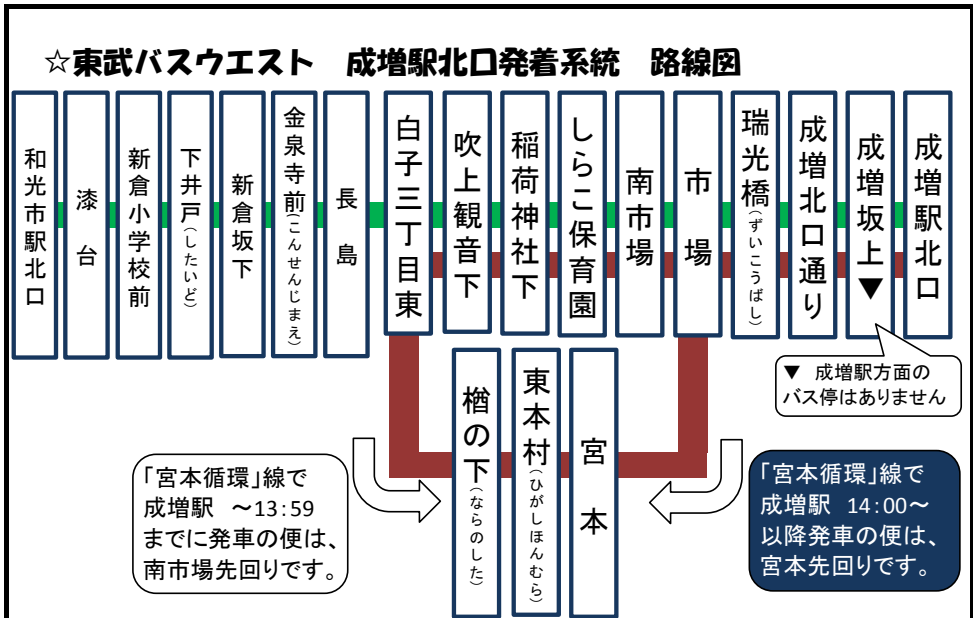 ☆東武バスウエスト　成増駅北口発着系統　路線図
和光市駅北口
漆台
新倉小学校前
下井戸(したいど)
新倉坂下
金泉寺前(こんせんじまえ)
長島
白子三丁目東
吹上観音下
稲荷神社下
しらこ保育園
南市場
市場
瑞光橋(ずいこうばし)
成増北口通り
成増坂上▼
成増駅北口
▼　成増駅方面の
バス停はありません
楢の下(ならのした)
東本村(ひがしほんむら)
宮本
「宮本循環」線で
成増駅　～13:59
までに発車の便は、
南市場先回りです。
「宮本循環」線で
成増駅　14:00～
以降発車の便は、
宮本先回りです。